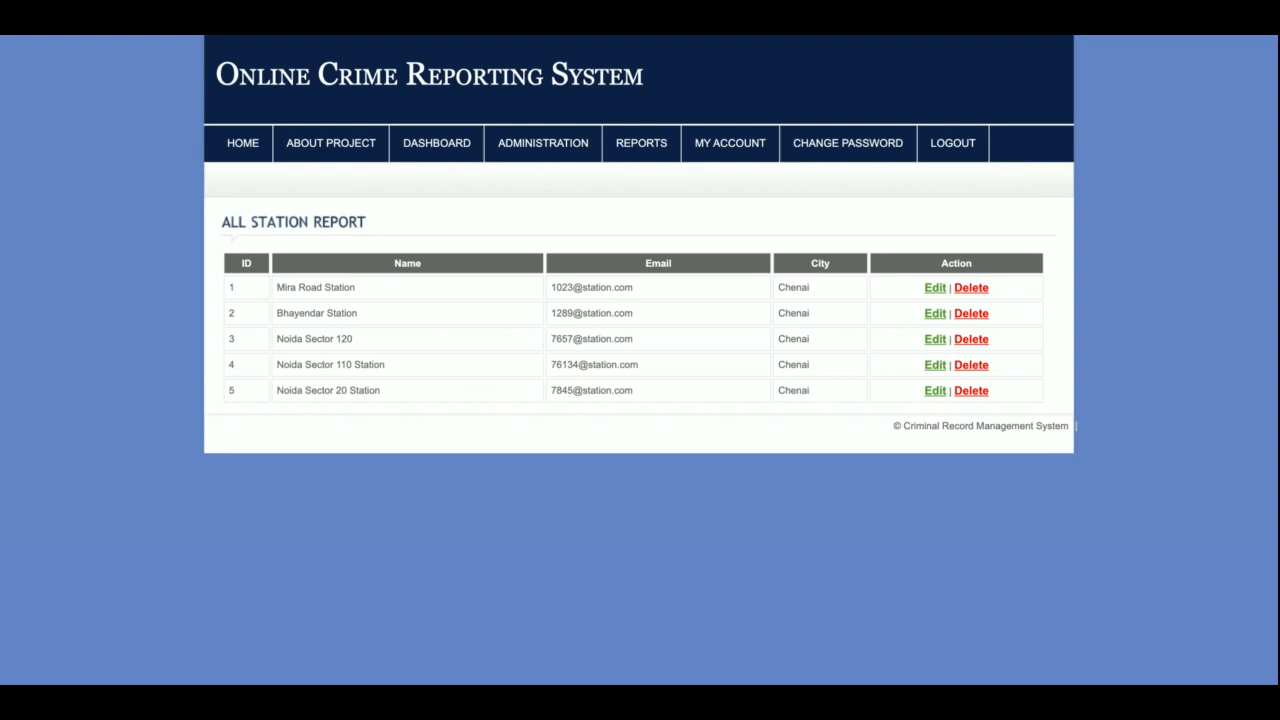 Online Crime Reporting System
HOME ABOUT PROJECT DASHBOARD ADMINISTRATION REPORTS MY ACCOUNT CHANGE PASSWORD LOGOUT
ALL STATION REPORT
ID Name Email City Action
1 Mira Road Station 1023@station.com Chenai Edit | Delete
2 Bhayendar Station 1289@station.com Chenai Edit | Delete
3 Noida Sector 120 7657@station.com Chenai Edit | Delete
4 Noida Sector 110 Station 76134@station.com Chenai Edit | Delete
5 Noida Sector 20 Station 7845@station.com Chenai Edit | Delete
© Criminal Record Management System |